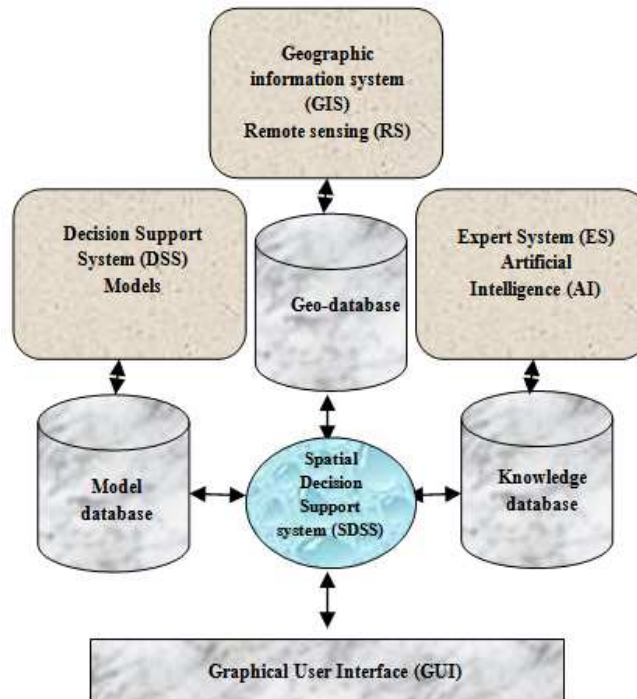 Geographic
information system
(GIS)
Remote sensing (RS)
Decision Support
System (DSS)
Models
Expert System (ES)
Artificial
Intelligence (AI)
Geo-database
Model
database
Spatial
Decision
Support
system (SDSS)
Knowledge
database
Graphical User Interface (GUI)